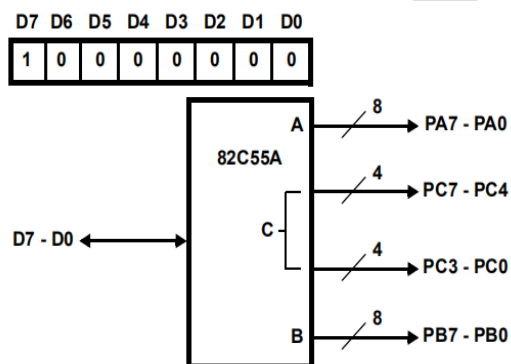 D7 D6 D5 D4 D3 D2 D1 D0
1 0 0 0 0 0 0 0
A 8 PA7 - PA0
82C55A
4 PC7 - PC4
C
D7 - D0
4 PC3 - PC0
B 8 PB7 - PB0